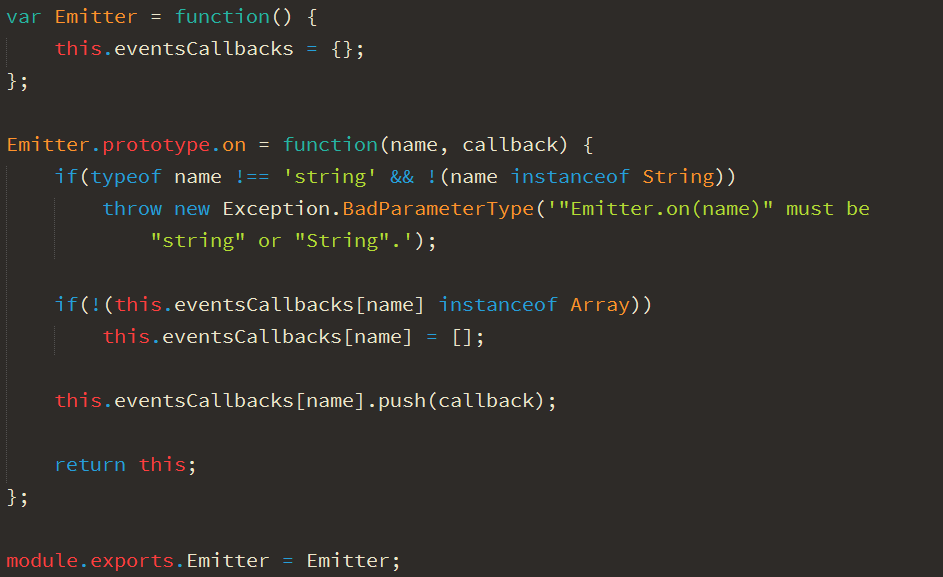 var Emitter = function() {
    this.eventsCallbacks = {};
};

Emitter.prototype.on = function(name, callback) {
    if(typeof name !== 'string' && !(name instanceof String))
        throw new Exception.BadParameterType('"Emitter.on(name)" must be
            "string" or "String".');

    if(!(this.eventsCallbacks[name] instanceof Array))
        this.eventsCallbacks[name] = [];

    this.eventsCallbacks[name].push(callback);

    return this;
};

module.exports.Emitter = Emitter;